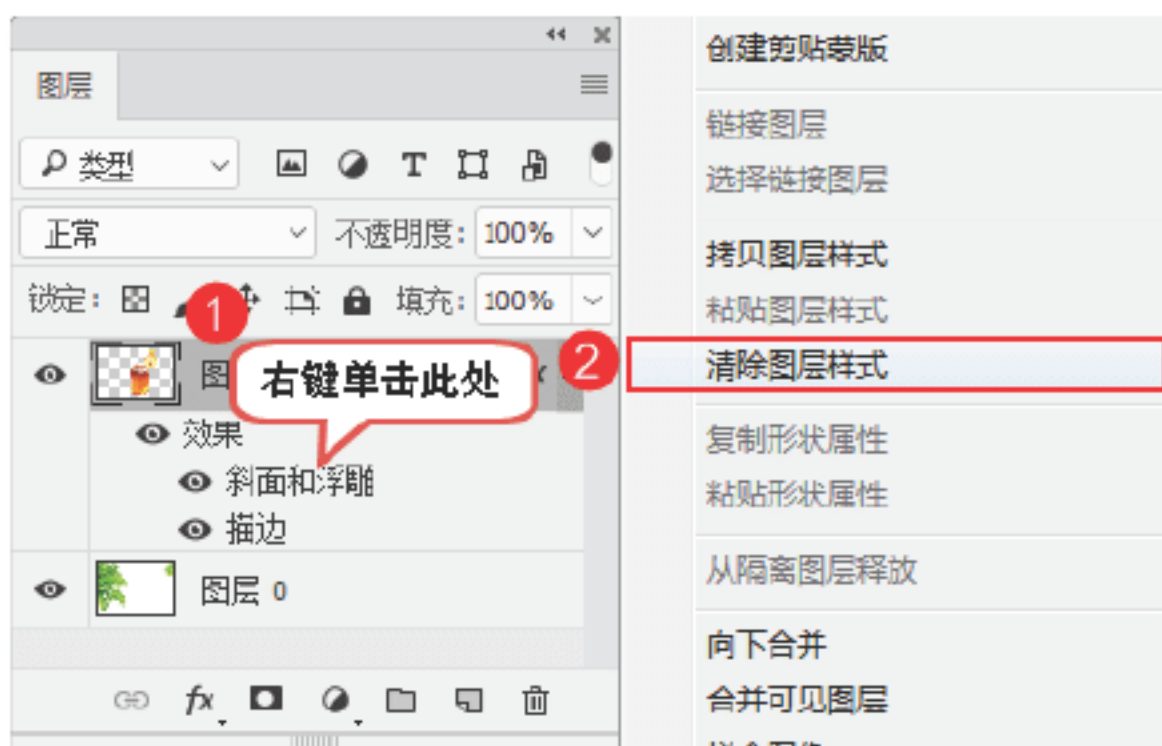 图层
类型
正常
不透明度: 100%
锁定:
填充: 100%
1
图
右键单击此处
效果
斜面和浮雕
描边
图层 0
fx
2
创建剪贴蒙版
链接图层
选择链接图层
拷贝图层样式
粘贴图层样式
清除图层样式
复制形状属性
粘贴形状属性
从隔离图层释放
向下合并
合并可见图层